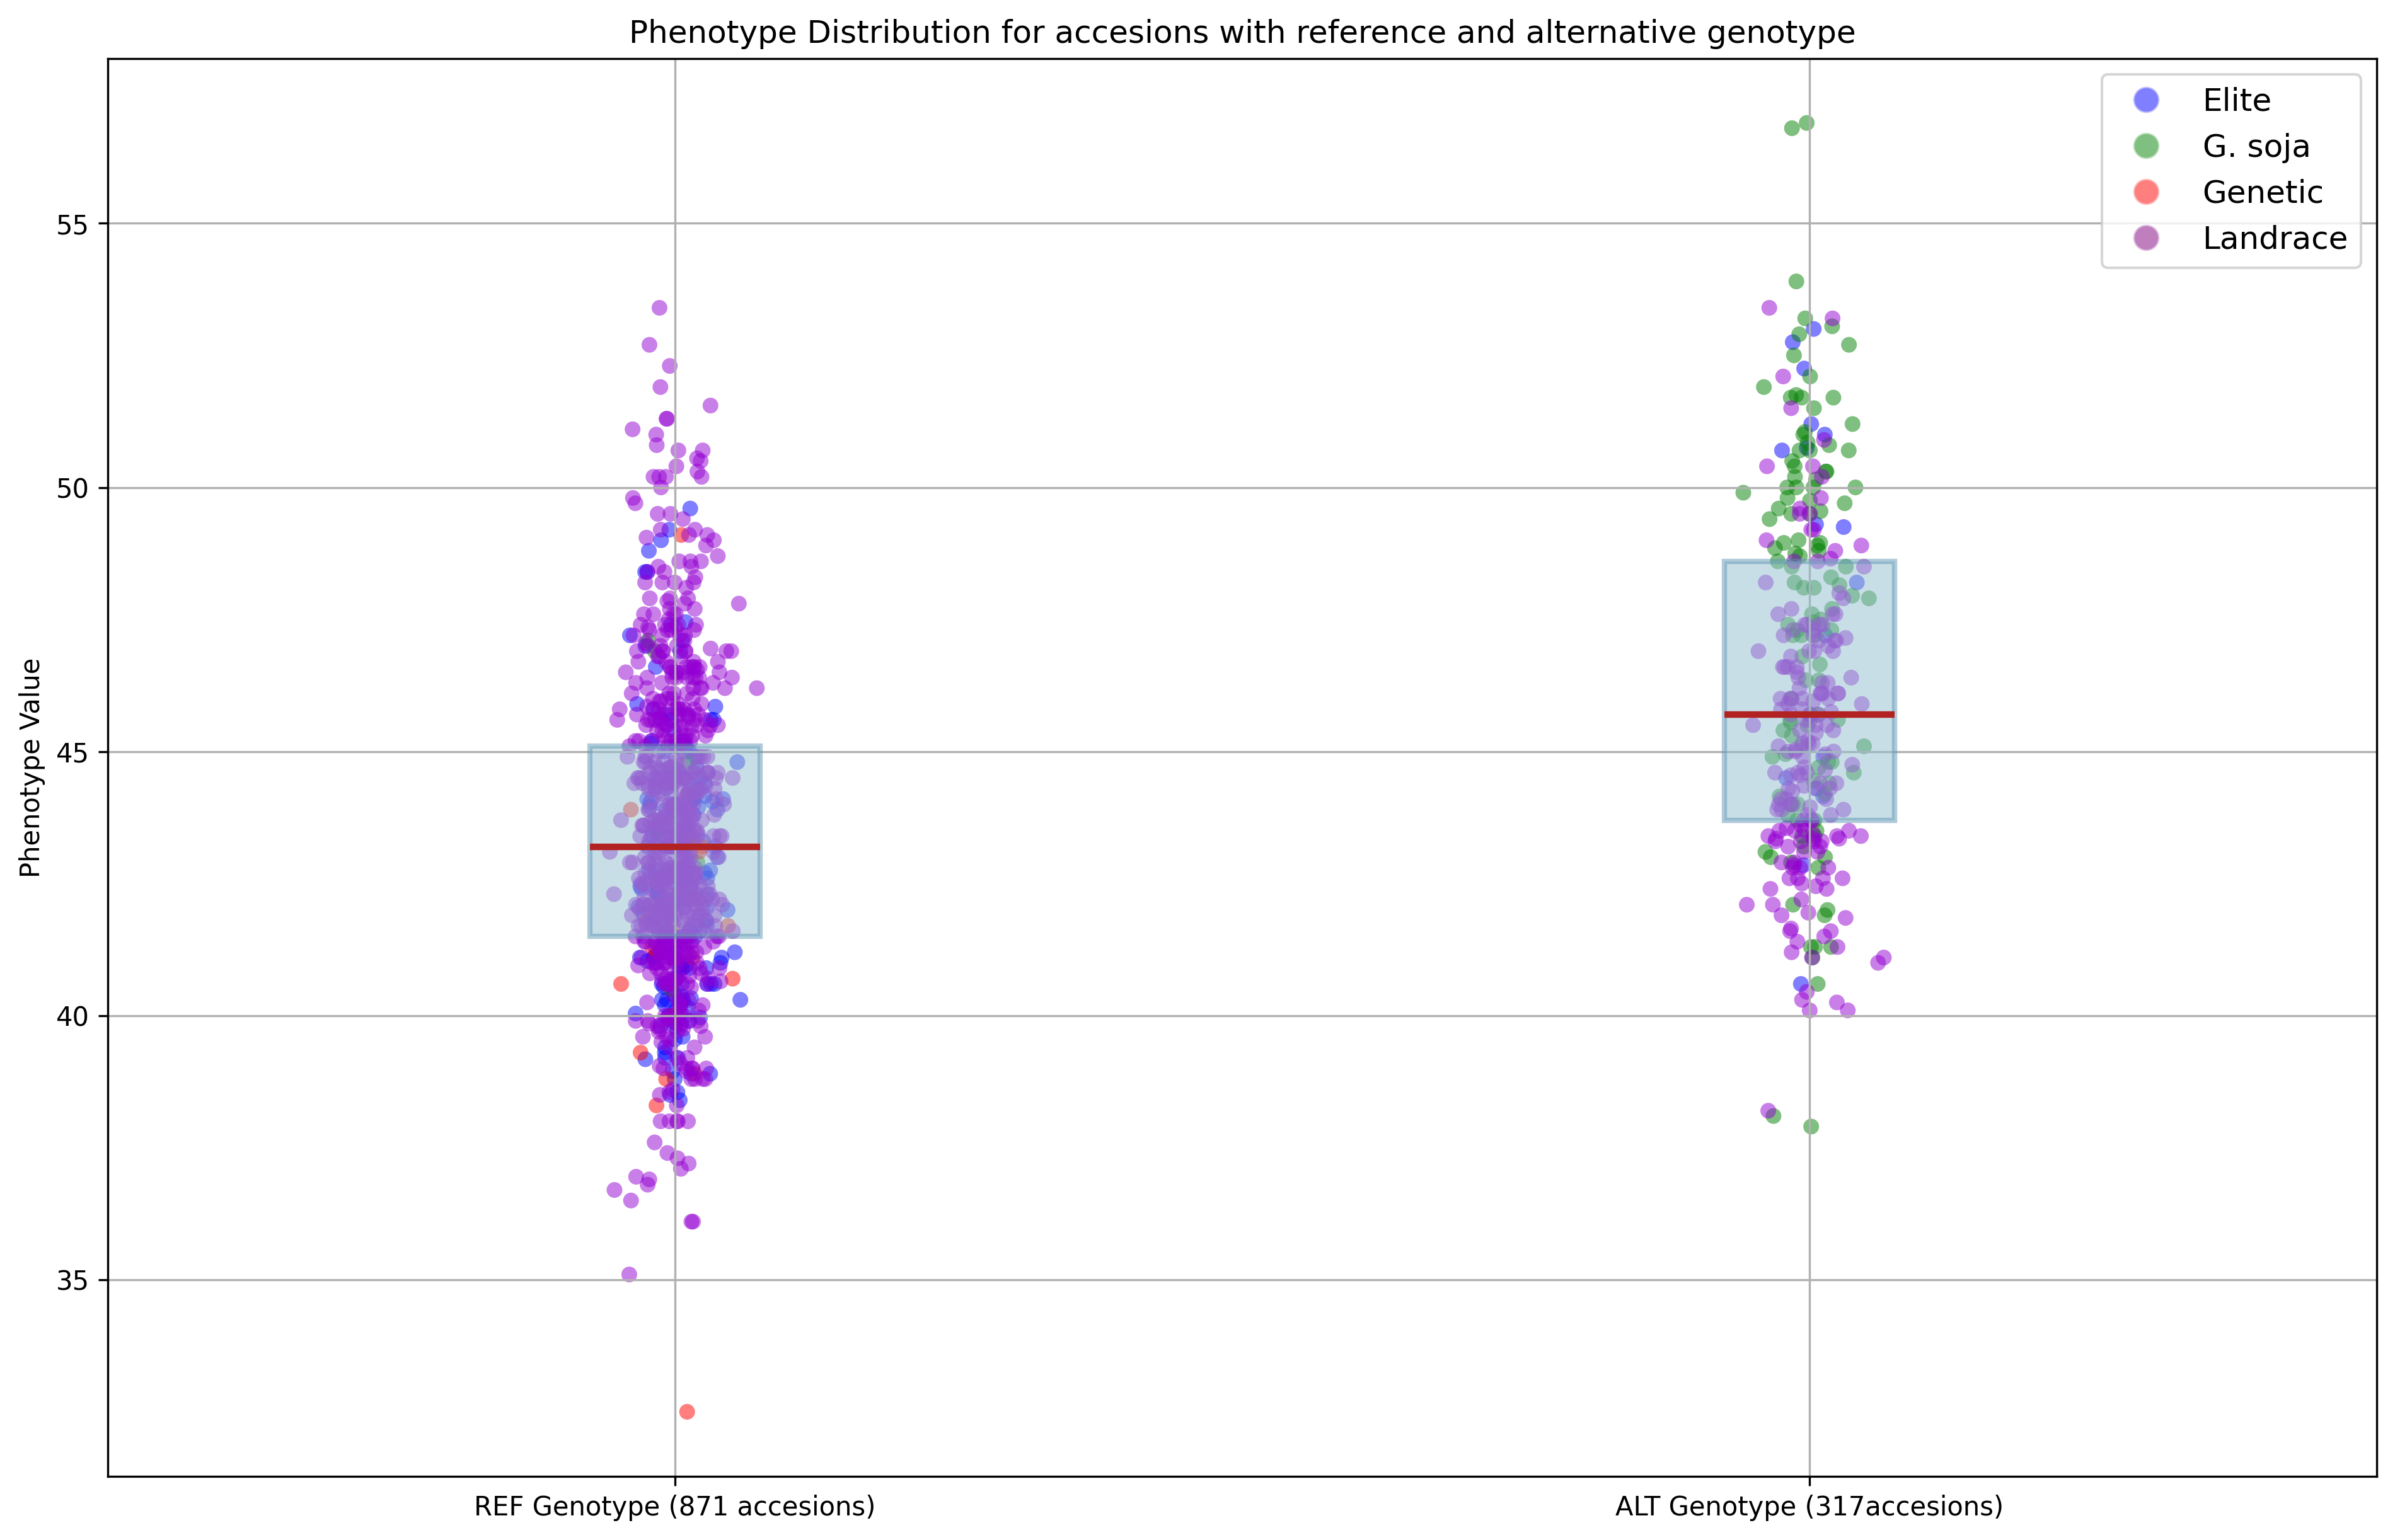 Phenotype Distribution for accesions with reference and alternative genotype
Elite
G. soja
Genetic
Landrace
Phenotype Value
55
50
45
40
35
REF Genotype (871 accesions)
ALT Genotype (317accesions)